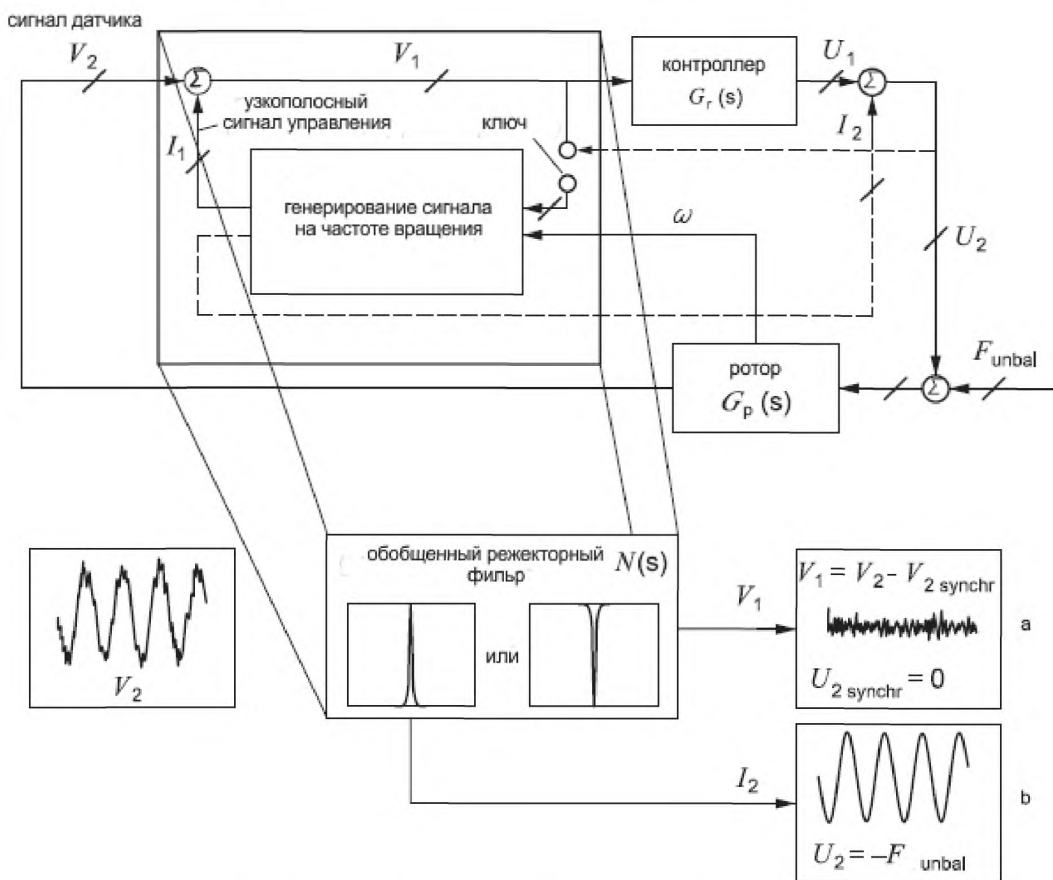 сигнал датчика
V2
Σ
V1
узкополосный
сигнал управления
I1
контроллер
Gr (s)
U1
Σ
I2
ключ
генерирование сигнала
на частоте вращения
ω
U2
Funbal
ротор
Gp (s)
Σ
обобщенный режекторный
фильр
N(s)
или
V2
V1
V1 = V2 – V2 synchr
U2 synchr = 0
a
I2
U2 = –F unbal
b